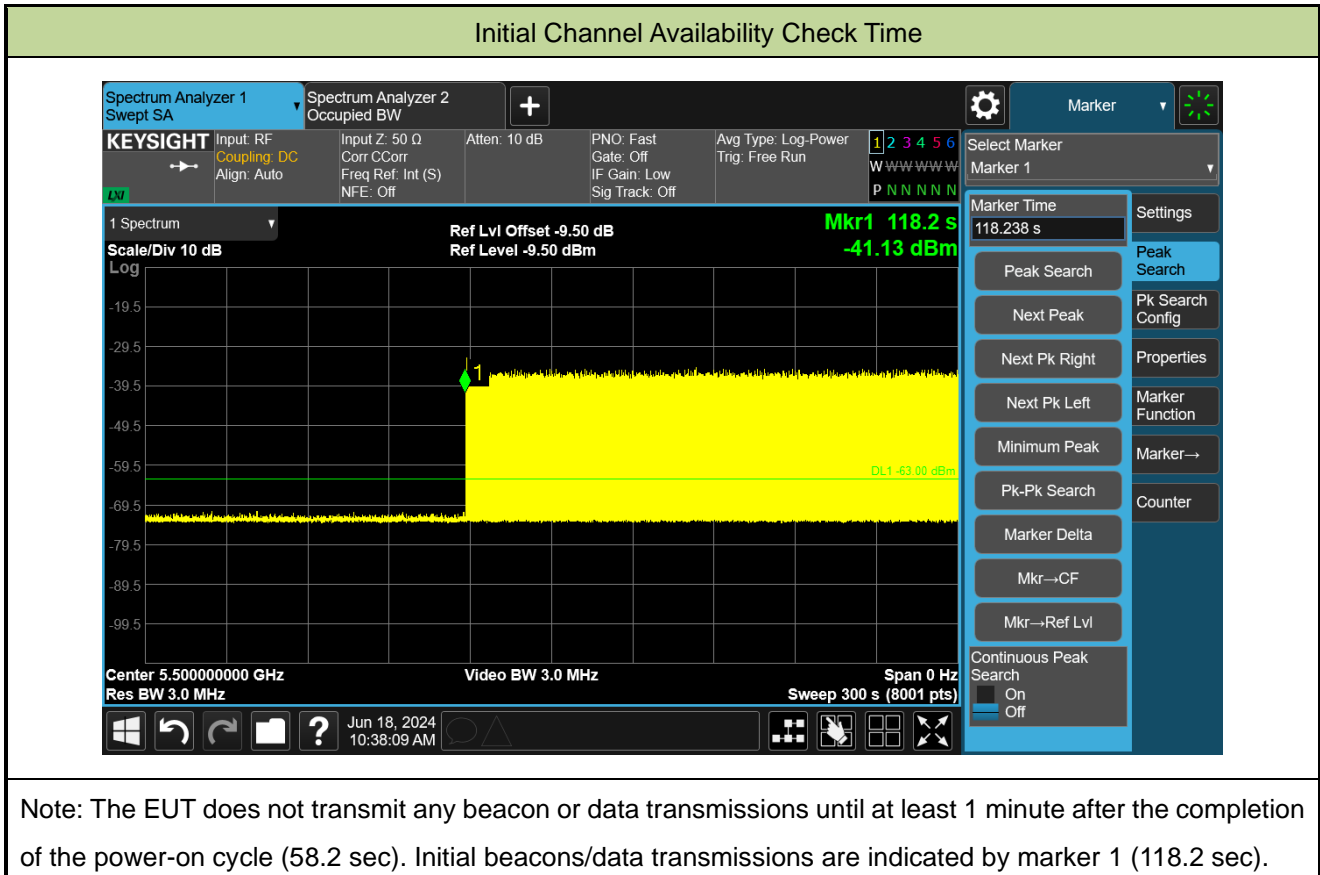 Initial Channel Availability Check Time
Spectrum Analyzer 1
Swept SA
Spectrum Analyzer 2
Occupied BW
+
Marker
KEYSIGHT
LXI
Input: RF
Coupling: DC
Align: Auto
Input Z: 50 Ω
Corr CCorr
Freq Ref: Int (S)
NFE: Off
Atten: 10 dB
PNO: Fast
Gate: Off
IF Gain: Low
Sig Track: Off
Avg Type: Log-Power
Trig: Free Run
1 2 3 4 5 6
W W W W W W
P N N N N N
Select Marker
Marker 1
1 Spectrum
Scale/Div 10 dB
Log
Ref Lvl Offset -9.50 dB
Ref Level -9.50 dBm
Mkr1 118.2 s
-41.13 dBm
-19.5
-29.5
-39.5
-49.5
-59.5
-69.5
-79.5
-89.5
-99.5
1
DL1 -63.00 dBm
Center 5.500000000 GHz
Res BW 3.0 MHz
Video BW 3.0 MHz
Span 0 Hz
Sweep 300 s (8001 pts)
Marker Time
118.238 s
Peak Search
Next Peak
Next Pk Right
Next Pk Left
Minimum Peak
Pk-Pk Search
Marker Delta
Mkr→CF
Mkr→Ref Lvl
Continuous Peak
Search
On
Off
Settings
Peak
Search
Pk Search
Config
Properties
Marker
Function
Marker→
Counter
?
Jun 18, 2024
10:38:09 AM
Note: The EUT does not transmit any beacon or data transmissions until at least 1 minute after the completion
of the power-on cycle (58.2 sec). Initial beacons/data transmissions are indicated by marker 1 (118.2 sec).